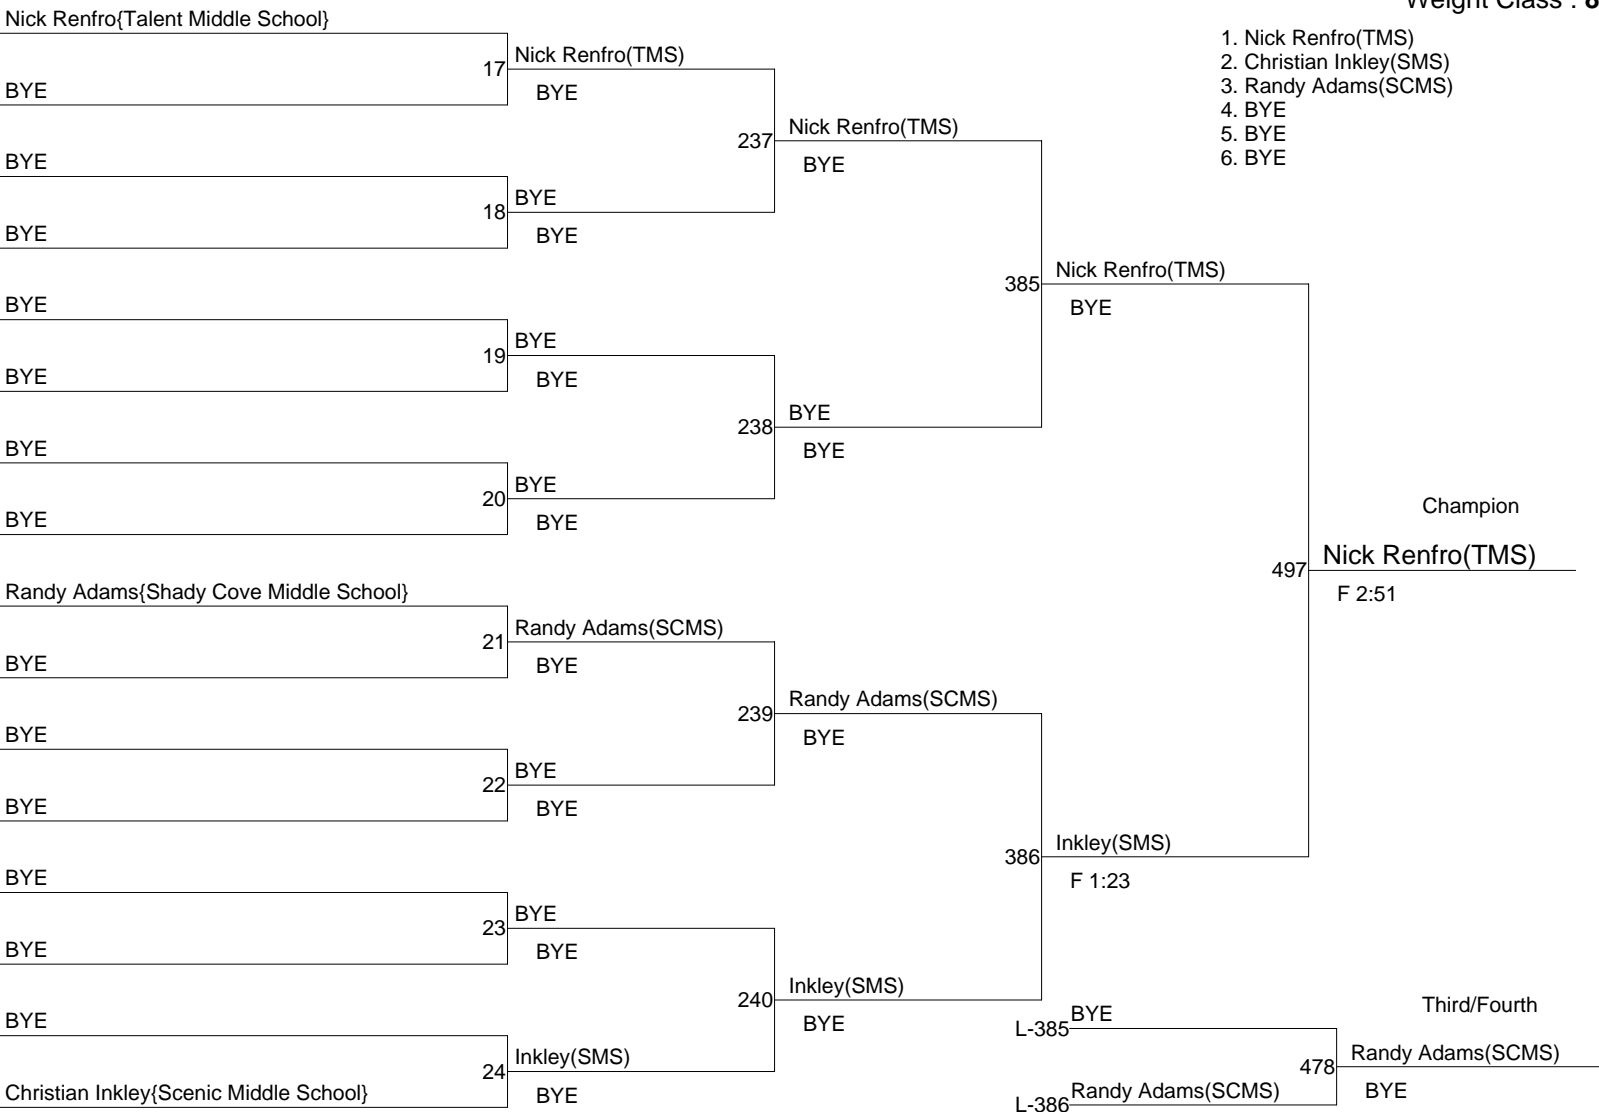 Weight Class : 8
Nick Renfro{Talent Middle School}
1. Nick Renfro(TMS)
2. Christian Inkley(SMS)
3. Randy Adams(SCMS)
4. BYE
5. BYE
6. BYE
17
Nick Renfro(TMS)
BYE
BYE
237
Nick Renfro(TMS)
BYE
BYE
18
BYE
BYE
BYE
385
Nick Renfro(TMS)
BYE
BYE
19
BYE
BYE
BYE
238
BYE
BYE
BYE
20
BYE
BYE
BYE
Champion
497
Nick Renfro(TMS)
F 2:51
Randy Adams{Shady Cove Middle School}
21
Randy Adams(SCMS)
BYE
BYE
239
Randy Adams(SCMS)
BYE
BYE
22
BYE
BYE
BYE
386
Inkley(SMS)
F 1:23
BYE
23
BYE
BYE
BYE
240
Inkley(SMS)
BYE
BYE
24
Inkley(SMS)
BYE
Christian Inkley{Scenic Middle School}
Third/Fourth
L-385
BYE
478
Randy Adams(SCMS)
BYE
L-386
Randy Adams(SCMS)